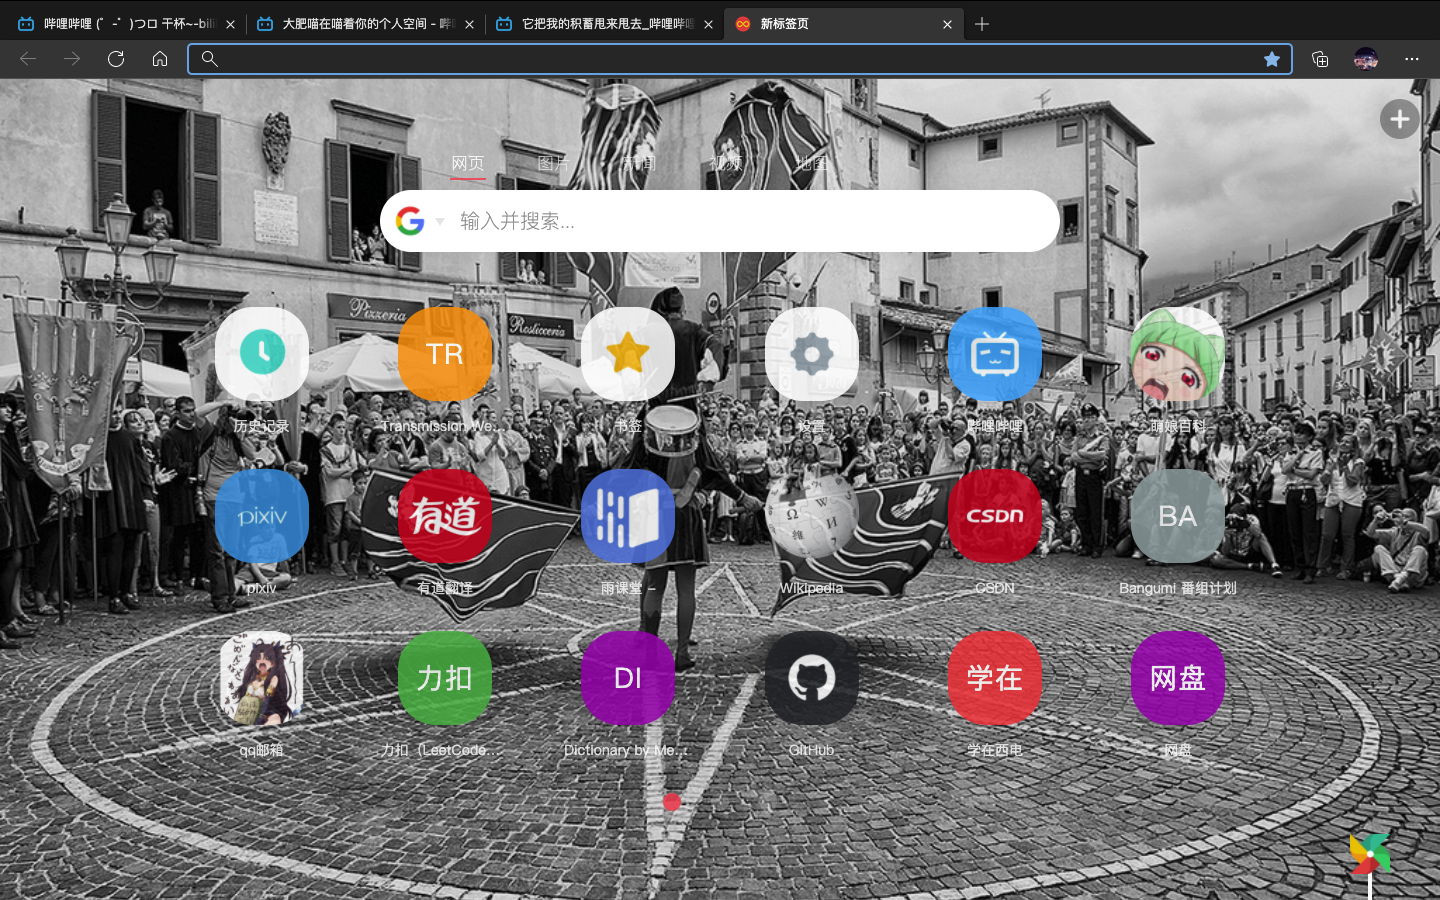 哔哩哔哩 (゜-゜)つロ 干杯~-bili
大肥喵在喵着你的个人空间 - 哔
它把我的积蓄甩来甩去_哔哩哔哩
新标签页
网页
图片
新闻
视频
地图
输入并搜索...
Pizzeria
Rosticceria
TR
历史记录
Transmission We...
书签
设置
哔哩哔哩
萌娘百科
pixiv
有道
CSDN
BA
pixiv
有道翻译
雨课堂 –
Wikipedia
CSDN
Bangumi 番组计划
力扣
DI
学在
网盘
qq邮箱
力扣（LeetCode...
Dictionary by Me...
GitHub
学在西电
网盘